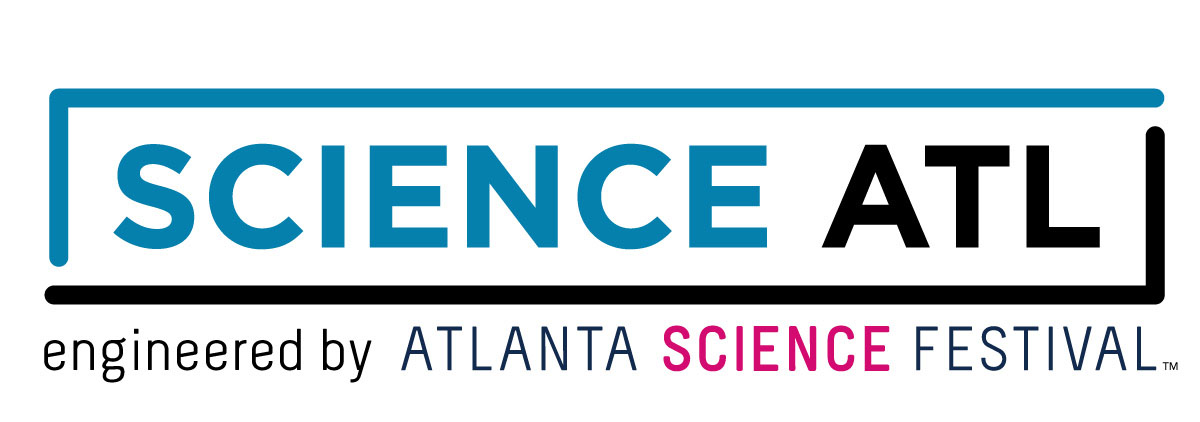 SCIENCE ATL
engineered by ATLANTA SCIENCE FESTIVAL™